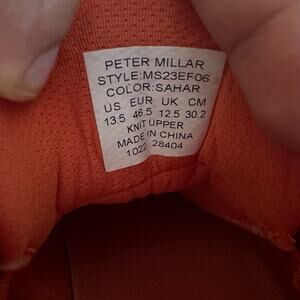 PETER MILLAR
STYLE:MS23EF06
COLOR:SAHAR
US EUR UK CM
13.5 46.5 12.5 30.2
KNIT UPPER
MADE IN CHINA
1022 28404